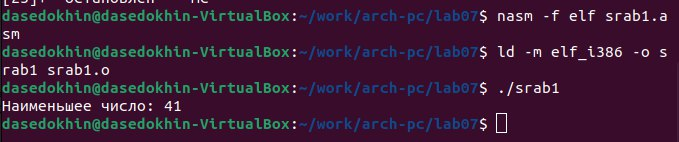 dasedokhin@dasedokhin-VirtualBox:~/work/arch-pc/lab07$ nasm -f elf srab1.a
sm
dasedokhin@dasedokhin-VirtualBox:~/work/arch-pc/lab07$ ld -m elf_i386 -o s
rab1 srab1.o
dasedokhin@dasedokhin-VirtualBox:~/work/arch-pc/lab07$ ./srab1
Наименьшее число: 41
dasedokhin@dasedokhin-VirtualBox:~/work/arch-pc/lab07$